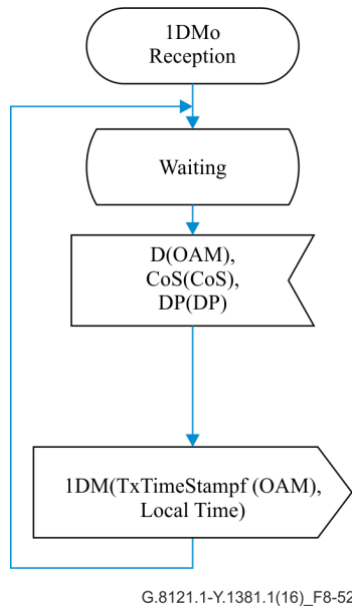 1DMo
Reception
Waiting
D(OAM),
CoS(CoS),
DP(DP)
1DM(TxTimeStampf (OAM),
Local Time)
G.8121.1-Y.1381.1(16)_F8-52